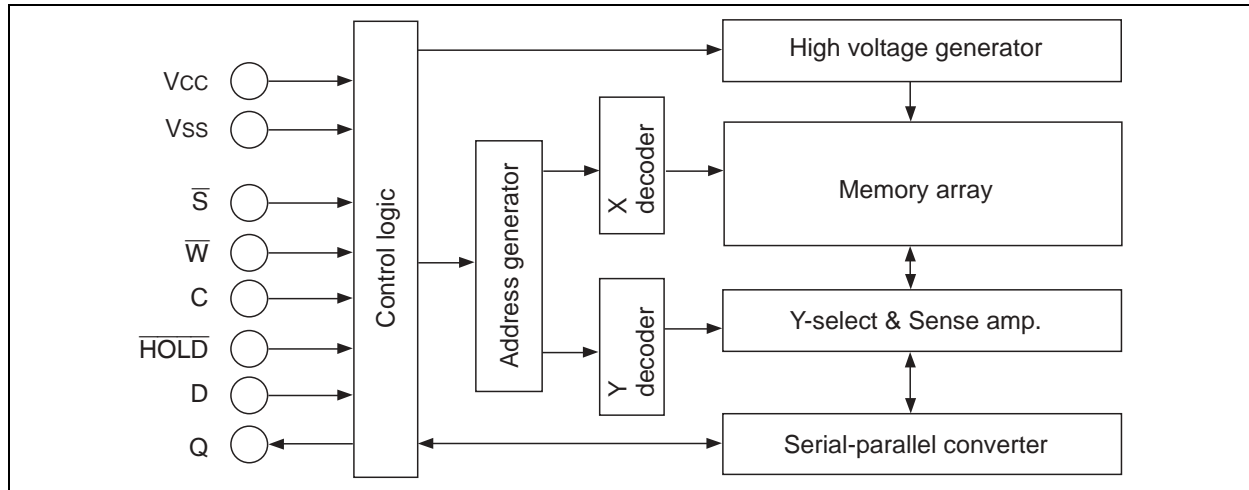 High voltage generator
Vcc
Vss
S̅
W̅
C
H̅O̅L̅D̅
D
Q
Control logic
Address generator
X
decoder
Y
decoder
Memory array
Y-select & Sense amp.
Serial-parallel converter